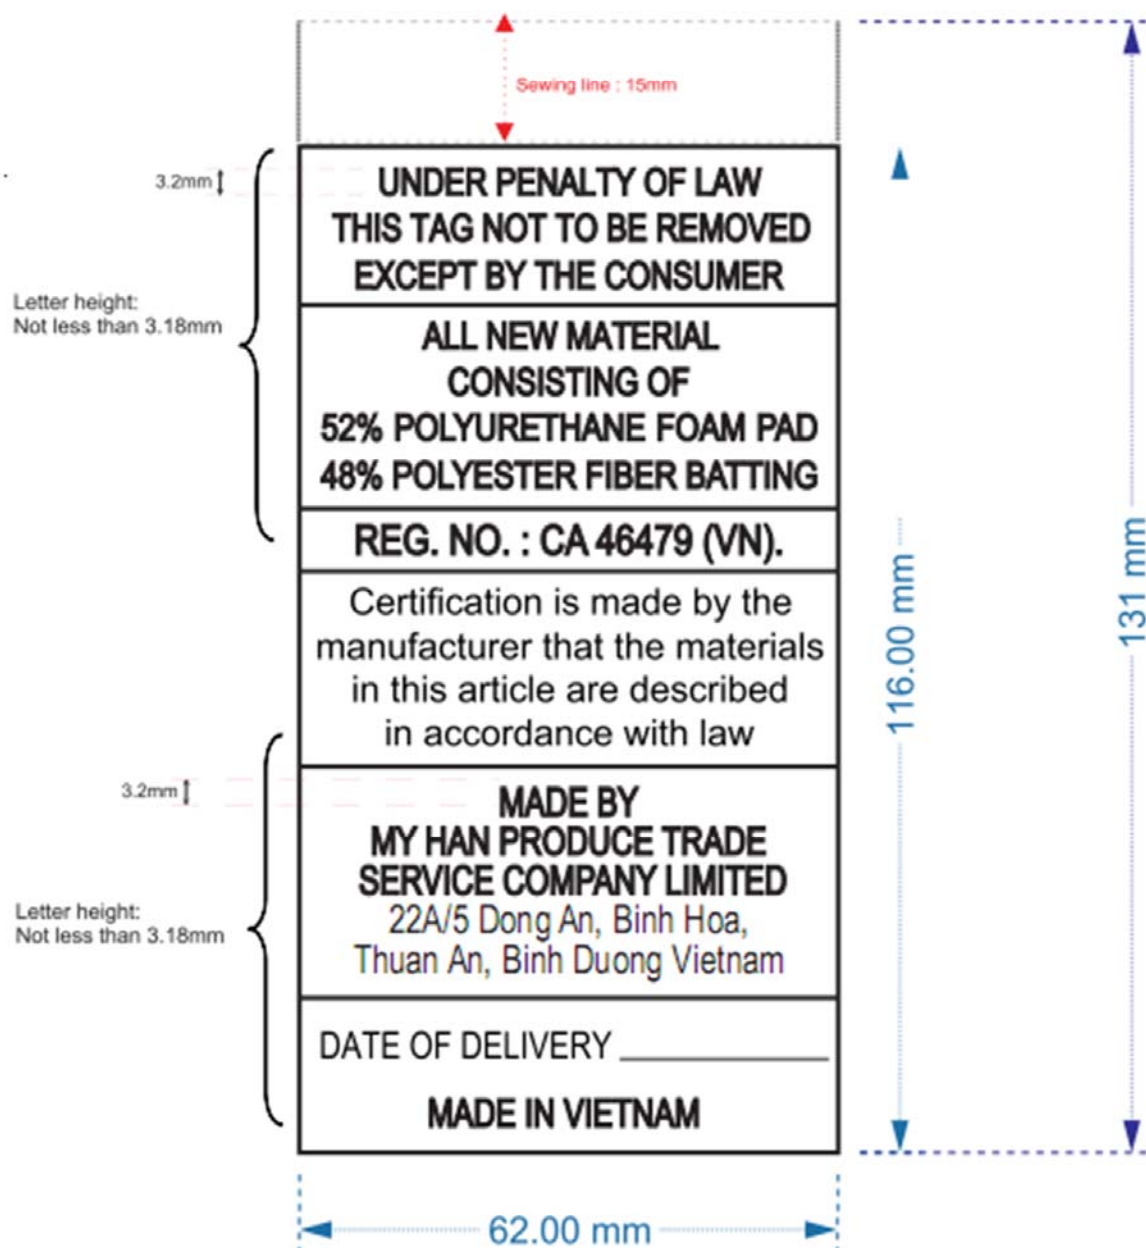 Sewing line : 15mm
3.2mm
UNDER PENALTY OF LAW
THIS TAG NOT TO BE REMOVED
EXCEPT BY THE CONSUMER
Letter height:
Not less than 3.18mm
ALL NEW MATERIAL
CONSISTING OF
52% POLYURETHANE FOAM PAD
48% POLYESTER FIBER BATTING
REG. NO. : CA 46479 (VN).
Certification is made by the
manufacturer that the materials
in this article are described
in accordance with law
116.00 mm
131 mm
3.2mm
MADE BY
MY HAN PRODUCE TRADE
SERVICE COMPANY LIMITED
22A/5 Dong An, Binh Hoa,
Thuan An, Binh Duong Vietnam
Letter height:
Not less than 3.18mm
DATE OF DELIVERY ____________
MADE IN VIETNAM
62.00 mm